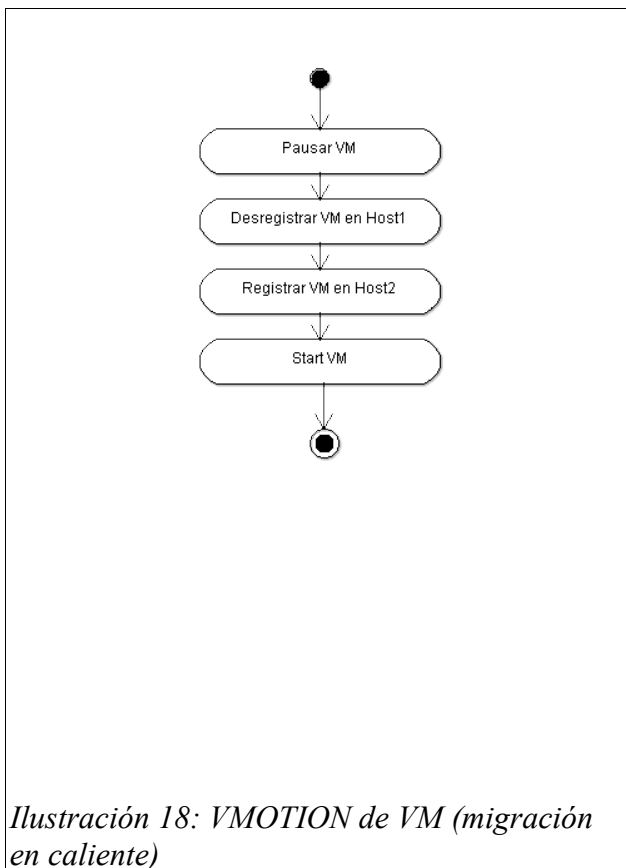 Pausar VM
Desregistrar VM en Host1
Registrar VM en Host2
Start VM
Ilustración 18: VMOTION de VM (migración
en caliente)